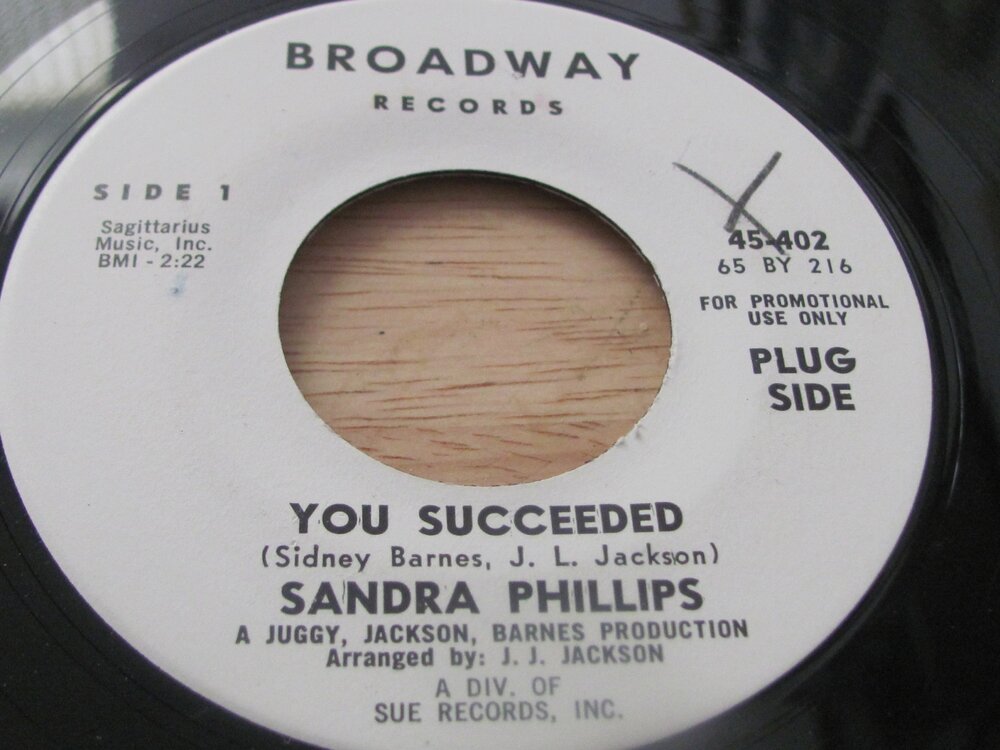 BROADWAY
RECORDS
SIDE 1
Sagittarius
Music, Inc.
BMI - 2:22
45-402
65 BY 216
FOR PROMOTIONAL
USE ONLY
PLUG
SIDE
YOU SUCCEEDED
(Sidney Barnes, J. L. Jackson)
SANDRA PHILLIPS
A JUGGY, JACKSON, BARNES PRODUCTION
Arranged by: J. J. JACKSON
A DIV. OF
SUE RECORDS, INC.